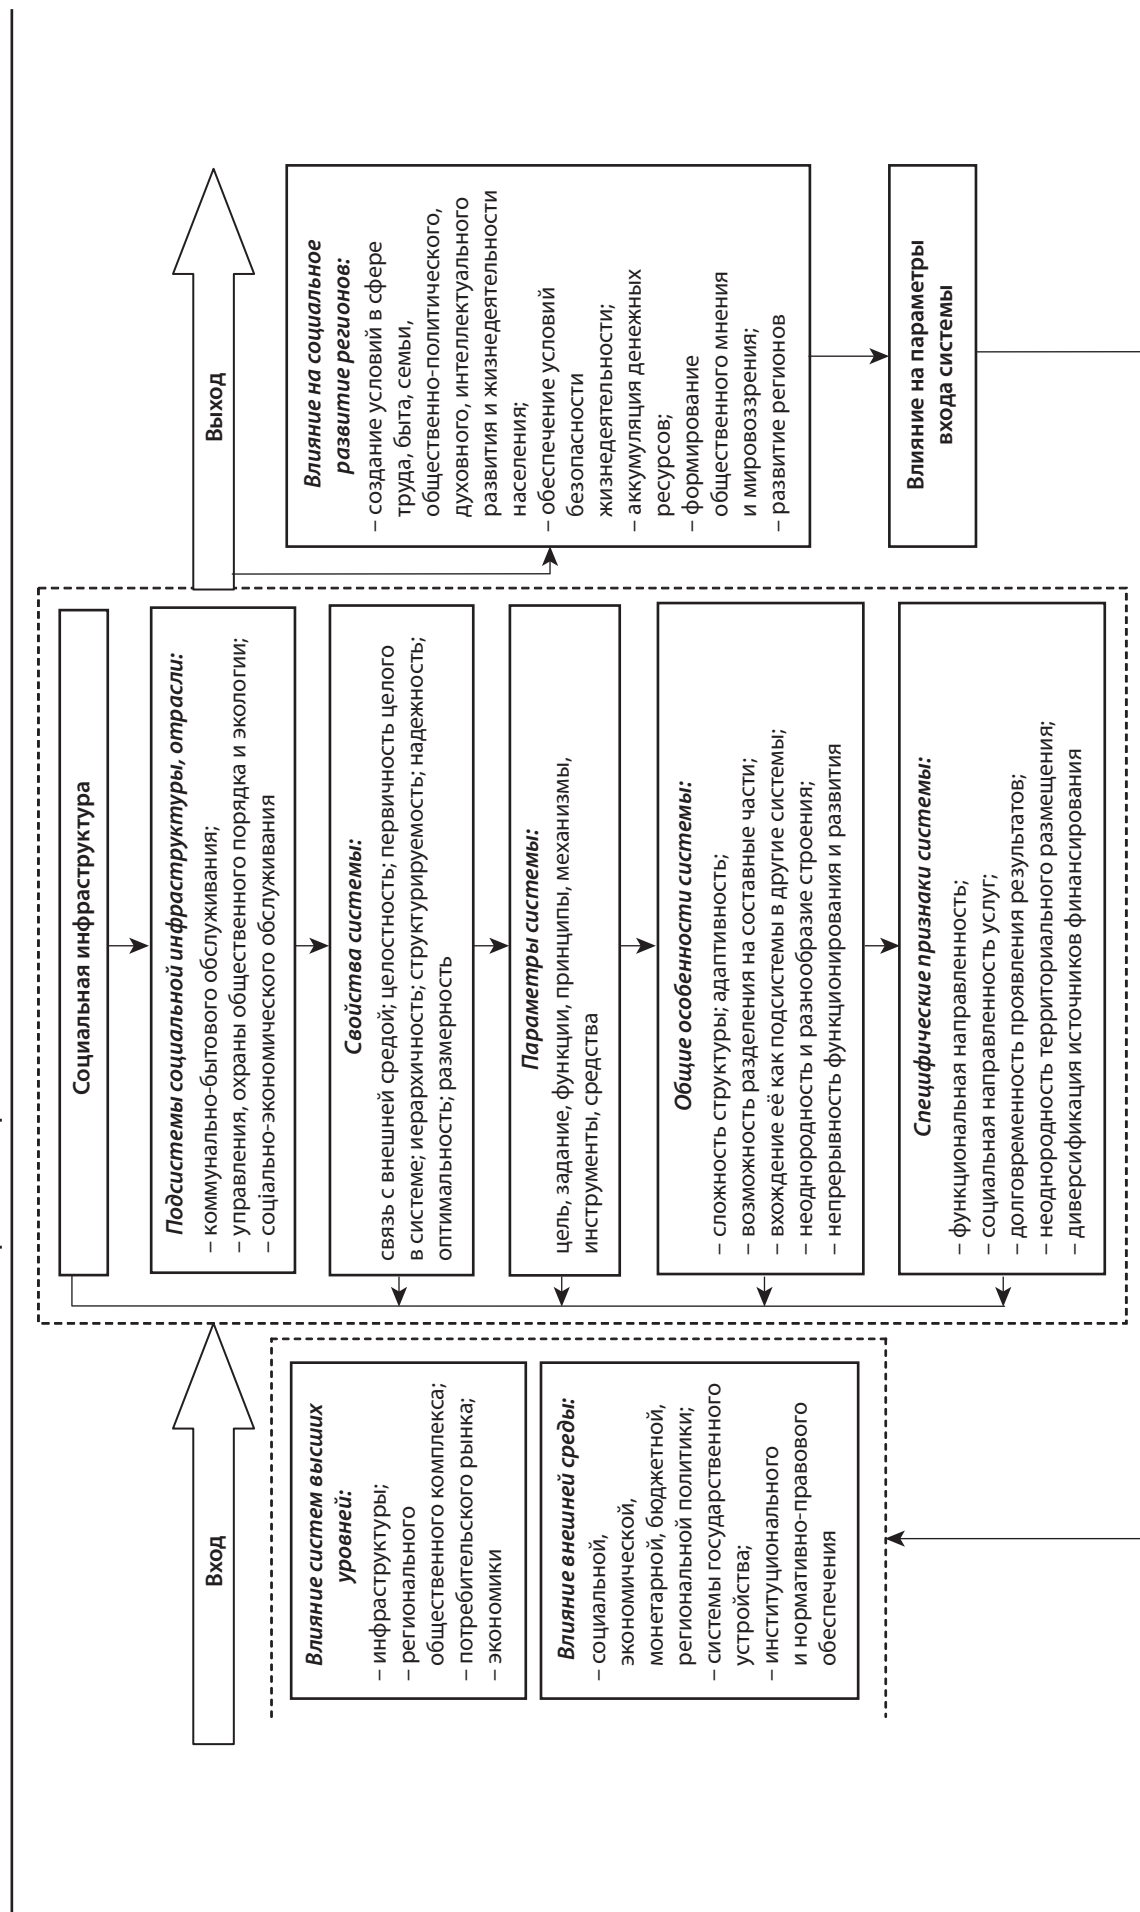 Вход
Влияние систем высших
уровней:
– инфраструктуры;
– регионального
общественного комплекса;
– потребительского рынка;
– экономики
Влияние внешней среды:
– социальной,
экономической,
монетарной, бюджетной,
региональной политики;
– системы государственного
устройства;
– институционального
и нормативно-правового
обеспечения
Социальная инфраструктура
Подсистемы социальной инфраструктуры, отрасли:
– коммунально-бытового обслуживания;
– управления, охраны общественного порядка и экологии;
– соціально-экономического обслуживания
Свойства системы:
связь с внешней средой; целостность; первичность целого
в системе; иерархичность; структурируемость; надежность;
оптимальность; размерность
Параметры системы:
цель, задание, функции, принципы, механизмы,
инструменты, средства
Общие особенности системы:
– сложность структуры; адаптивность;
– возможность разделения на составные части;
– вхождение её как подсистемы в другие системы;
– неоднородность и разнообразие строения;
– непрерывность функционирования и развития
Специфические признаки системы:
– функциональная направленность;
– социальная направленность услуг;
– долговременность проявления результатов;
– неоднородность территориального размещения;
– диверсификация источников финансирования
Выход
Влияние на социальное
развитие регионов:
– создание условий в сфере
труда, быта, семьи,
общественно-политического,
духовного, интеллектуального
развития и жизнедеятельности
населения;
– обеспечение условий
безопасности
жизнедеятельности;
– аккумуляция денежных
ресурсов;
– формирование
общественного мнения
и мировоззрения;
– развитие регионов
Влияние на параметры
входа системы